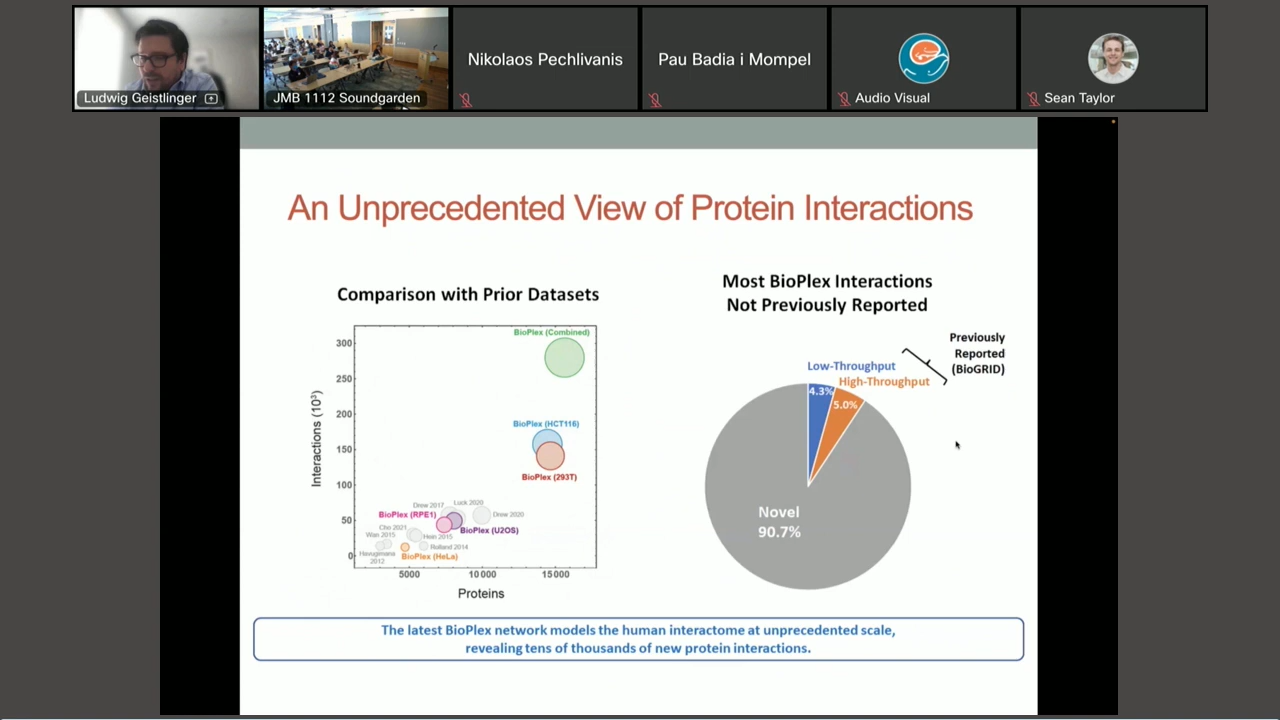 Nikolaos Pechlivanis
Pau Badia i Mompel
Ludwig Geistlinger
JMB 1112 Soundgarden
Audio Visual
Sean Taylor
An Unprecedented View of Protein Interactions
Comparison with Prior Datasets
BioPlex (Combined)
300
250
200
150
100
50
0
Interactions (10³)
BioPlex (HCT116)
BioPlex (293T)
Drew 2017
Luck 2020
BioPlex (RPE1)
Drew 2020
BioPlex (U2OS)
Cho 2021
Wan 2015
Hein 2015
Rolland 2014
Havugimana
2012
BioPlex (HeLa)
5000
10 000
15 000
Proteins
Most BioPlex Interactions
Not Previously Reported
Previously
Reported
(BioGRID)
Low-Throughput
High-Throughput
4.3%
5.0%
Novel
90.7%
The latest BioPlex network models the human interactome at unprecedented scale,
revealing tens of thousands of new protein interactions.